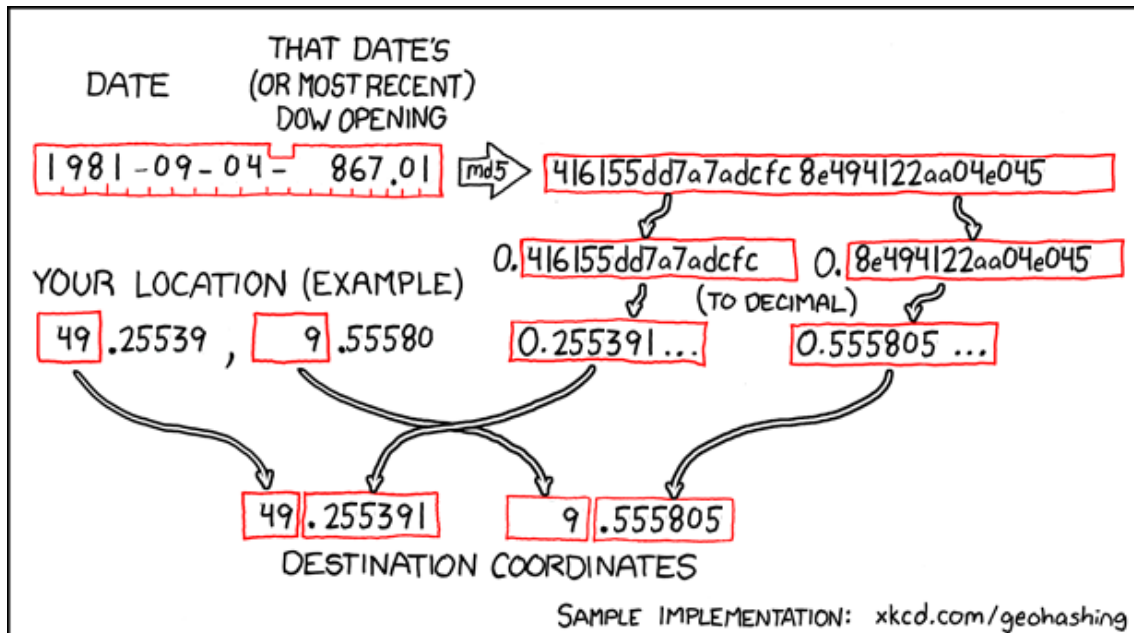 DATE
THAT DATE'S
(OR MOST RECENT)
DOW OPENING
1981-09-04- 867.01
md5
416155dd7a7adcfc8e494122aa04e045
0.416155dd7a7adcfc
0.8e494122aa04e045
YOUR LOCATION (EXAMPLE)
(TO DECIMAL)
49.25539, 9.55580
0.255391...
0.555805...
49.255391
9.555805
DESTINATION COORDINATES
SAMPLE IMPLEMENTATION: xkcd.com/geohashing